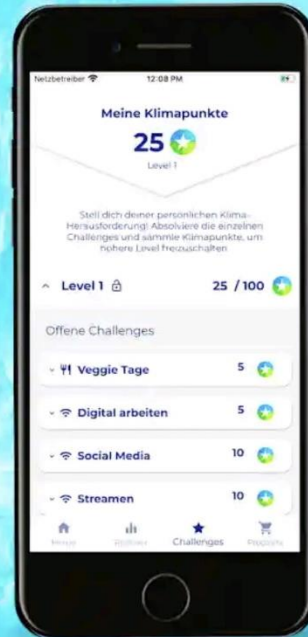 Netzbetreiber 12:08 PM
Meine Klimapunkte
25
Level 1
Stell dich deiner persönlichen Klima-
Herausforderung! Absolviere die einzelnen
Challenges und sammle Klimapunkte, um
höhere Level freizuschalten
Level 1 25 / 100
Offene Challenges
Veggie Tage 5
Digital arbeiten 5
Social Media 10
Streamen 10
Challenges